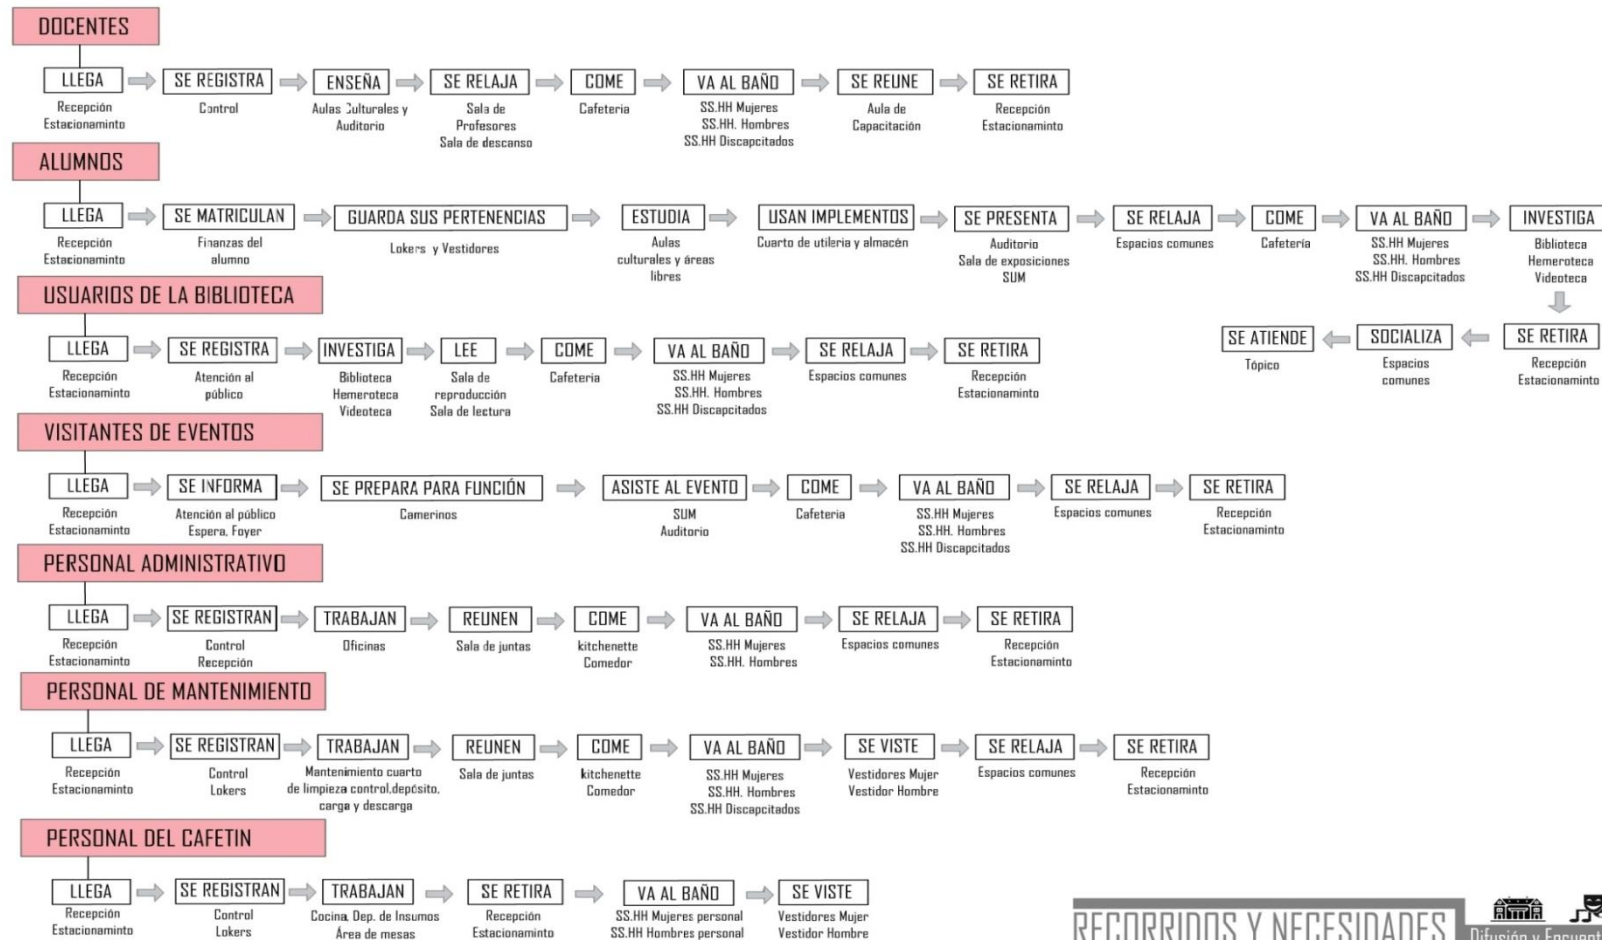 DOCENTES
LLEGA
SE REGISTRA
ENSEÑA
SE RELAJA
COME
VA AL BAÑO
SE REUNE
SE RETIRA
Recepción
Estacionaminto
Control
Aulas Culturales y
Auditorio
Sala de
Profesores
Sala de descanso
Cafeteria
SS.HH Mujeres
SS.HH. Hombres
SS.HH Discapcitados
Aula de
Capacitación
Recepción
Estacionaminto
ALUMNOS
LLEGA
SE MATRICULAN
GUARDA SUS PERTENENCIAS
ESTUDIA
USAN IMPLEMENTOS
SE PRESENTA
SE RELAJA
COME
VA AL BAÑO
INVESTIGA
Recepción
Estacionaminto
Finanzas del
alumno
Lokers y Vestidores
Aulas
culturales y áreas
libres
Cuarto de utileria y almacén
Auditorio
Sala de exposiciones
SUM
Espacios comunes
Cafetería
SS.HH Mujeres
SS.HH. Hombres
SS.HH Discapcitados
Biblioteca
Hemeroteca
Videoteca
SE RETIRA
Recepción
Estacionaminto
SOCIALIZA
Espacios
comunes
SE ATIENDE
Tópico
USUARIOS DE LA BIBLIOTECA
LLEGA
SE REGISTRA
INVESTIGA
LEE
COME
VA AL BAÑO
SE RELAJA
SE RETIRA
Recepción
Estacionaminto
Atención al
público
Biblioteca
Hemeroteca
Videoteca
Sala de
reproducción
Sala de lectura
Cafeteria
SS.HH Mujeres
SS.HH. Hombres
SS.HH Discapcitados
Espacios comunes
Recepción
Estacionaminto
VISITANTES DE EVENTOS
LLEGA
SE INFORMA
SE PREPARA PARA FUNCIÓN
ASISTE AL EVENTO
COME
VA AL BAÑO
SE RELAJA
SE RETIRA
Recepción
Estacionaminto
Atención al público
Espera, Foyer
Camerinos
SUM
Auditorio
Cafeteria
SS.HH Mujeres
SS.HH. Hombres
SS.HH Discapcitados
Espacios comunes
Recepción
Estacionaminto
PERSONAL ADMINISTRATIVO
LLEGA
SE REGISTRAN
TRABAJAN
REUNEN
COME
VA AL BAÑO
SE RELAJA
SE RETIRA
Recepción
Estacionaminto
Control
Recepción
Oficinas
Sala de juntas
kitchenette
Comedor
SS.HH Mujeres
SS.HH. Hombres
Espacios comunes
Recepción
Estacionaminto
PERSONAL DE MANTENIMIENTO
LLEGA
SE REGISTRAN
TRABAJAN
REUNEN
COME
VA AL BAÑO
SE VISTE
SE RELAJA
SE RETIRA
Recepción
Estacionaminto
Control
Lokers
Mantenimiento cuarto
de limpieza control,depósito,
carga y descarga
Sala de juntas
kitchenette
Comedor
SS.HH Mujeres
SS.HH. Hombres
SS.HH Discapcitados
Vestidores Mujer
Vestidor Hombre
Espacios comunes
Recepción
Estacionaminto
PERSONAL DEL CAFETIN
LLEGA
SE REGISTRAN
TRABAJAN
SE RETIRA
VA AL BAÑO
SE VISTE
Recepción
Estacionaminto
Control
Lokers
Cocina, Dep. de Insumos
Área de mesas
Recepción
Estacionaminto
SS.HH Mujeres personal
SS.HH Hombres personal
Vestidores Mujer
Vestidor Hombre
RECORRIDOS Y NECESIDADES
Difusión y